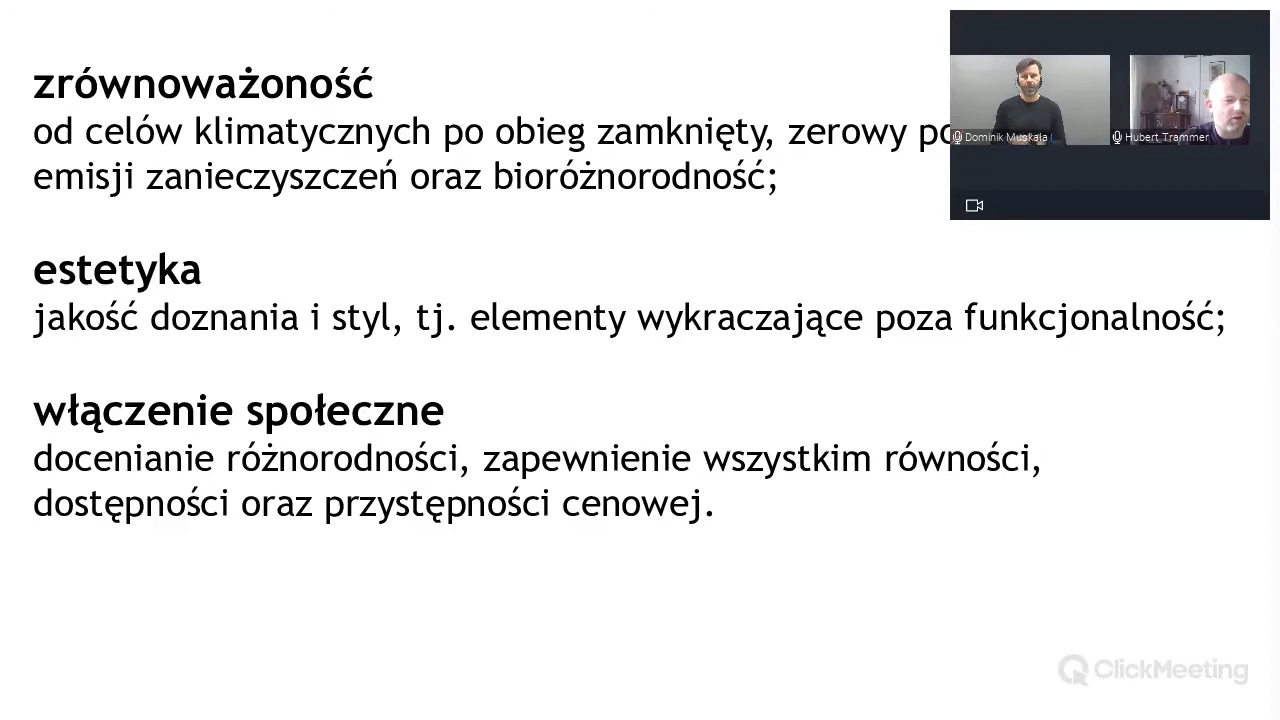 zrównoważoność
od celów klimatycznych po obieg zamknięty, zerowy
emisji zanieczyszczeń oraz bioróżnorodność;
estetyka
jakość doznania i styl, tj. elementy wykraczające poza funkcjonalność;
włączenie społeczne
docenianie różnorodności, zapewnienie wszystkim równości,
dostępności oraz przystępności cenowej.
Dominik Muskała
Hubert Trammer
ClickMeeting